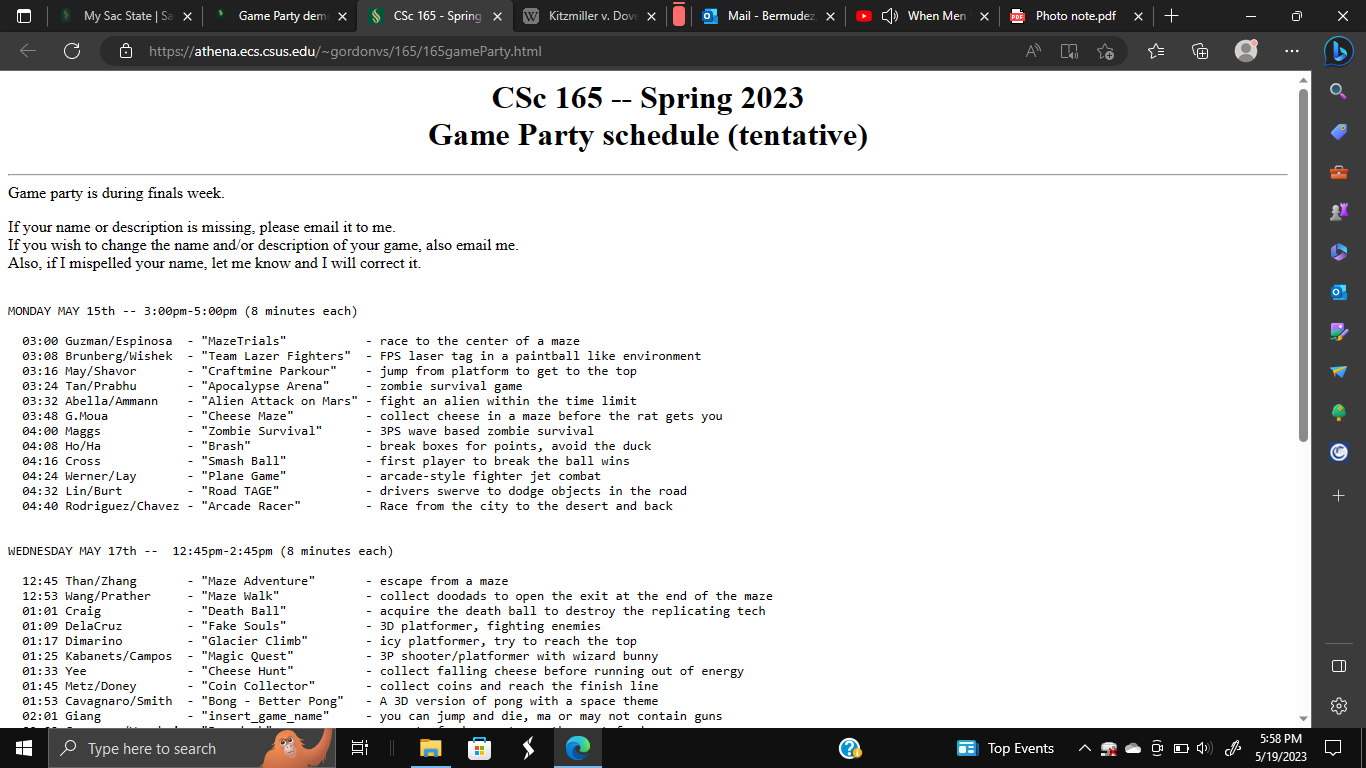 My Sac State | Sa
Game Party dem
CSc 165 - Spring
Kitzmiller v. Dov
Mail - Bermudez,
When Men
Photo note.pdf
https://athena.ecs.csus.edu/~gordonvs/165/165gameParty.html
CSc 165 -- Spring 2023
Game Party schedule (tentative)
Game party is during finals week.
If your name or description is missing, please email it to me.
If you wish to change the name and/or description of your game, also email me.
Also, if I mispelled your name, let me know and I will correct it.
MONDAY MAY 15th -- 3:00pm-5:00pm (8 minutes each)
03:00 Guzman/Espinosa - "MazeTrials" - race to the center of a maze
03:08 Brunberg/Wishek - "Team Lazer Fighters" - FPS laser tag in a paintball like environment
03:16 May/Shavor - "Craftmine Parkour" - jump from platform to get to the top
03:24 Tan/Prabhu - "Apocalypse Arena" - zombie survival game
03:32 Abella/Ammann - "Alien Attack on Mars" - fight an alien within the time limit
03:48 G.Moua - "Cheese Maze" - collect cheese in a maze before the rat gets you
04:00 Maggs - "Zombie Survival" - 3PS wave based zombie survival
04:08 Ho/Ha - "Brash" - break boxes for points, avoid the duck
04:16 Cross - "Smash Ball" - first player to break the ball wins
04:24 Werner/Lay - "Plane Game" - arcade-style fighter jet combat
04:32 Lin/Burt - "Road TAGE" - drivers swerve to dodge objects in the road
04:40 Rodriguez/Chavez - "Arcade Racer" - Race from the city to the desert and back
WEDNESDAY MAY 17th -- 12:45pm-2:45pm (8 minutes each)
12:45 Than/Zhang - "Maze Adventure" - escape from a maze
12:53 Wang/Prather - "Maze Walk" - collect doodads to open the exit at the end of the maze
01:01 Craig - "Death Ball" - acquire the death ball to destroy the replicating tech
01:09 DelaCruz - "Fake Souls" - 3D platformer, fighting enemies
01:17 Dimarino - "Glacier Climb" - icy platformer, try to reach the top
01:25 Kabanets/Campos - "Magic Quest" - 3P shooter/platformer with wizard bunny
01:33 Yee - "Cheese Hunt" - collect falling cheese before running out of energy
01:45 Metz/Doney - "Coin Collector" - collect coins and reach the finish line
01:53 Cavagnaro/Smith - "Bong - Better Pong" - A 3D version of pong with a space theme
02:01 Giang - "insert_game_name" - you can jump and die, ma or may not contain guns
Type here to search
Top Events
5:58 PM
5/19/2023